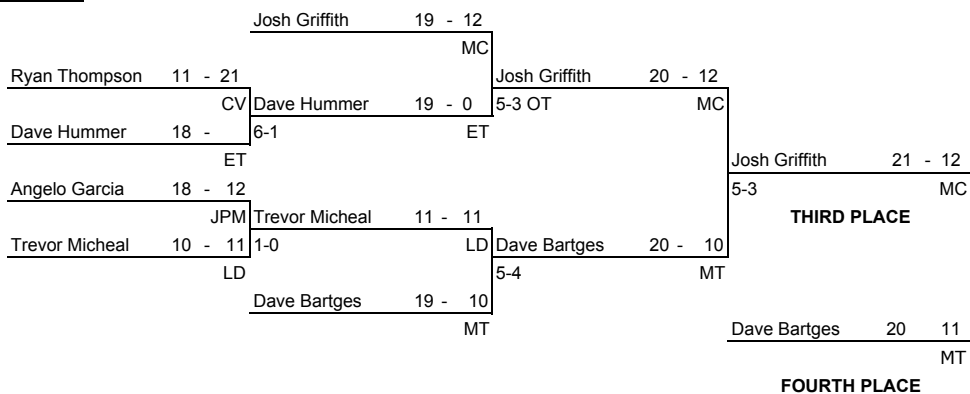 Josh Griffith 19 - 12
MC
Ryan Thompson 11 - 21 Josh Griffith 20 - 12
CV Dave Hummer 19 - 0 5-3 OT MC
Dave Hummer 18 - 6-1 ET
ET Josh Griffith 21 - 12
Angelo Garcia 18 - 12 5-3 MC
JPM Trevor Micheal 11 - 11 THIRD PLACE
Trevor Micheal 10 - 11 1-0 LD Dave Bartges 20 - 10
LD 5-4 MT
Dave Bartges 19 - 10
MT Dave Bartges 20 11
MT
FOURTH PLACE